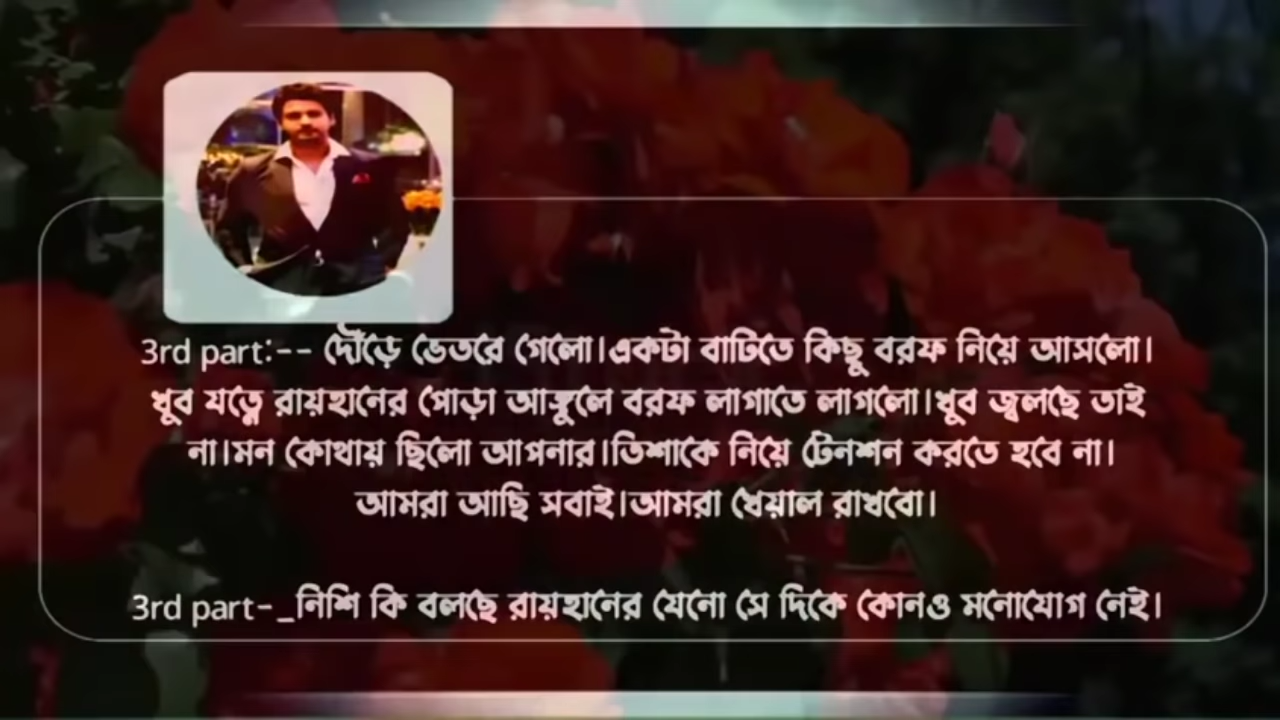 3rd part:-- দৌঁড়ে ভেতরে গেলো।একটা বাটিতে কিছু বরফ নিয়ে আসলো।
খুব যত্নে রায়হানের পোড়া আঙ্গুলে বরফ লাগাতে লাগলো।খুব জ্বলছে তাই
না।মন কোথায় ছিলো আপনার।তিশাকে নিয়ে টেনশন করতে হবে না।
আমরা আছি সবাই।আমরা খেয়াল রাখবো।
3rd part-_নিশি কি বলছে রায়হানের যেনো সে দিকে কোনও মনোযোগ নেই।